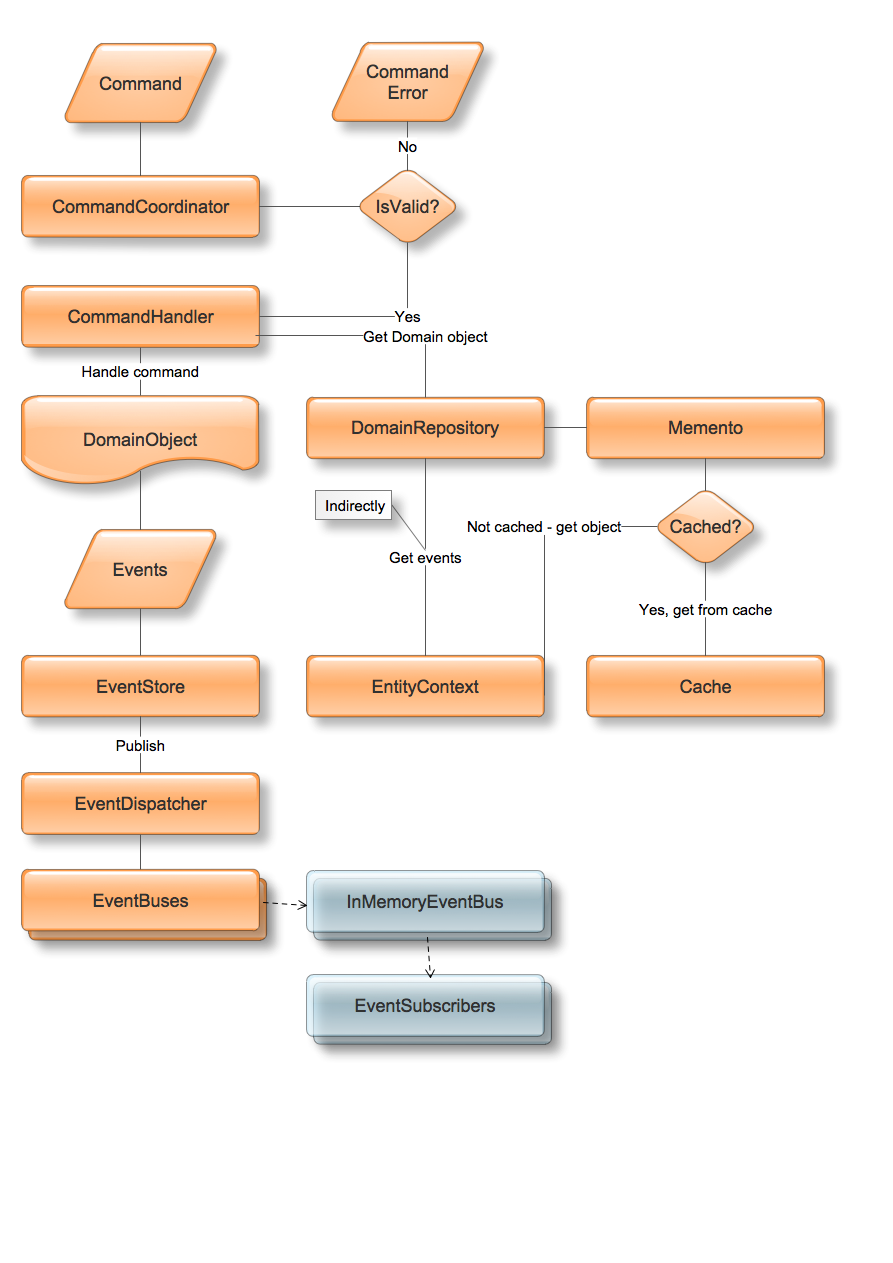 Command
Command
Error
No
CommandCoordinator
IsValid?
CommandHandler
Yes
Get Domain object
Handle command
DomainObject
DomainRepository
Memento
Indirectly
Not cached - get object
Cached?
Get events
Events
Yes, get from cache
EventStore
EntityContext
Cache
Publish
EventDispatcher
EventBuses
InMemoryEventBus
EventSubscribers